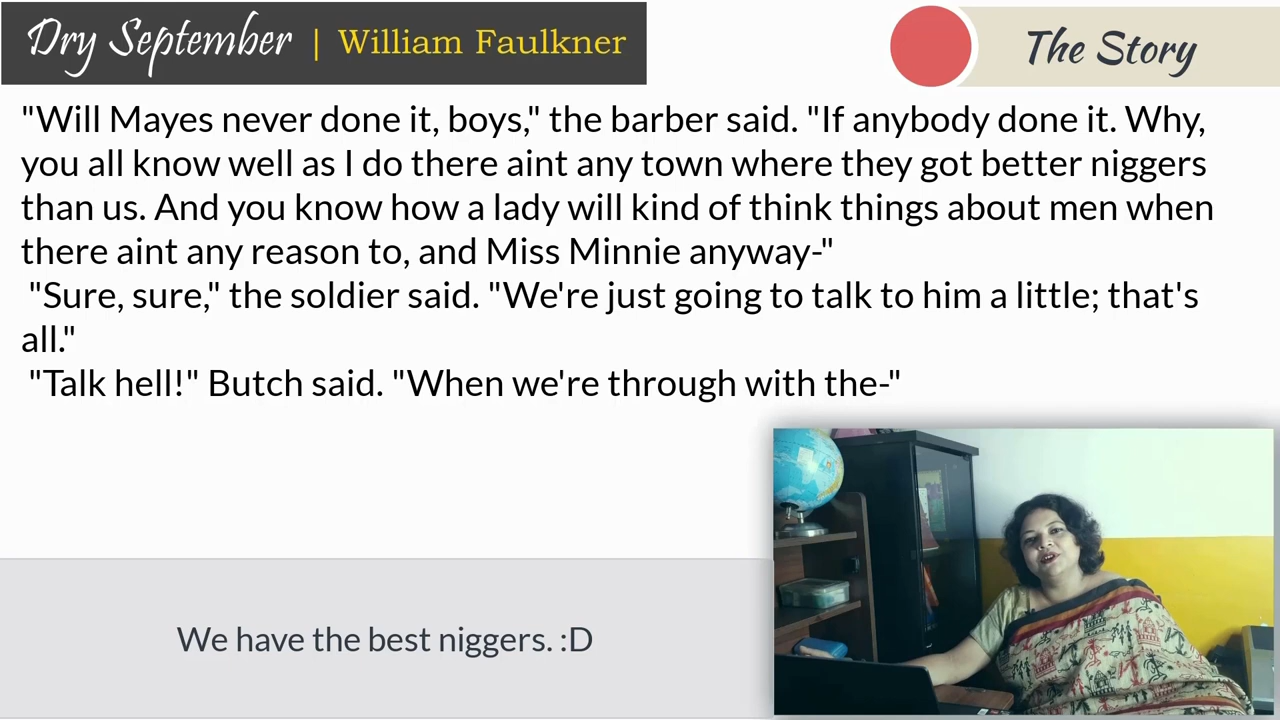 Dry September | William Faulkner
The Story
"Will Mayes never done it, boys," the barber said. "If anybody done it. Why,
you all know well as I do there aint any town where they got better niggers
than us. And you know how a lady will kind of think things about men when
there aint any reason to, and Miss Minnie anyway-"
"Sure, sure," the soldier said. "We're just going to talk to him a little; that's
all."
"Talk hell!" Butch said. "When we're through with the-"
We have the best niggers. :D